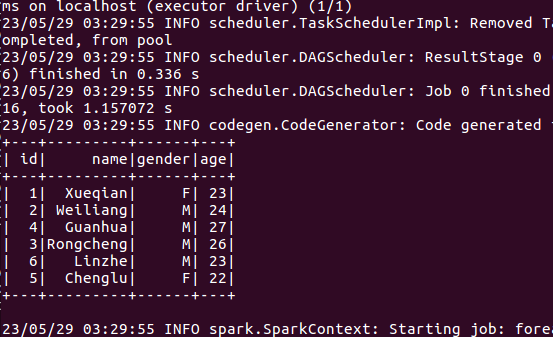 ms on localhost (executor driver) (1/1)
23/05/29 03:29:55 INFO scheduler.TaskSchedulerImpl: Removed
ompleted, from pool
23/05/29 03:29:55 INFO scheduler.DAGScheduler: ResultStage 0
6) finished in 0.336 s
23/05/29 03:29:55 INFO scheduler.DAGScheduler: Job 0 finished
16, took 1.157072 s
23/05/29 03:29:55 INFO codegen.CodeGenerator: Code generated
+---+---------+------+---+
| id|     name|gender|age|
+---+---------+------+---+
|  1|  Xueqian|     F| 23|
|  2| Weiliang|     M| 24|
|  4|  Guanhua|     M| 27|
|  3|Rongcheng|     M| 26|
|  6|   Linzhe|     M| 23|
|  5|  Chenglu|     F| 22|
+---+---------+------+---+
23/05/29 03:29:55 INFO spark.SparkContext: Starting job: fore